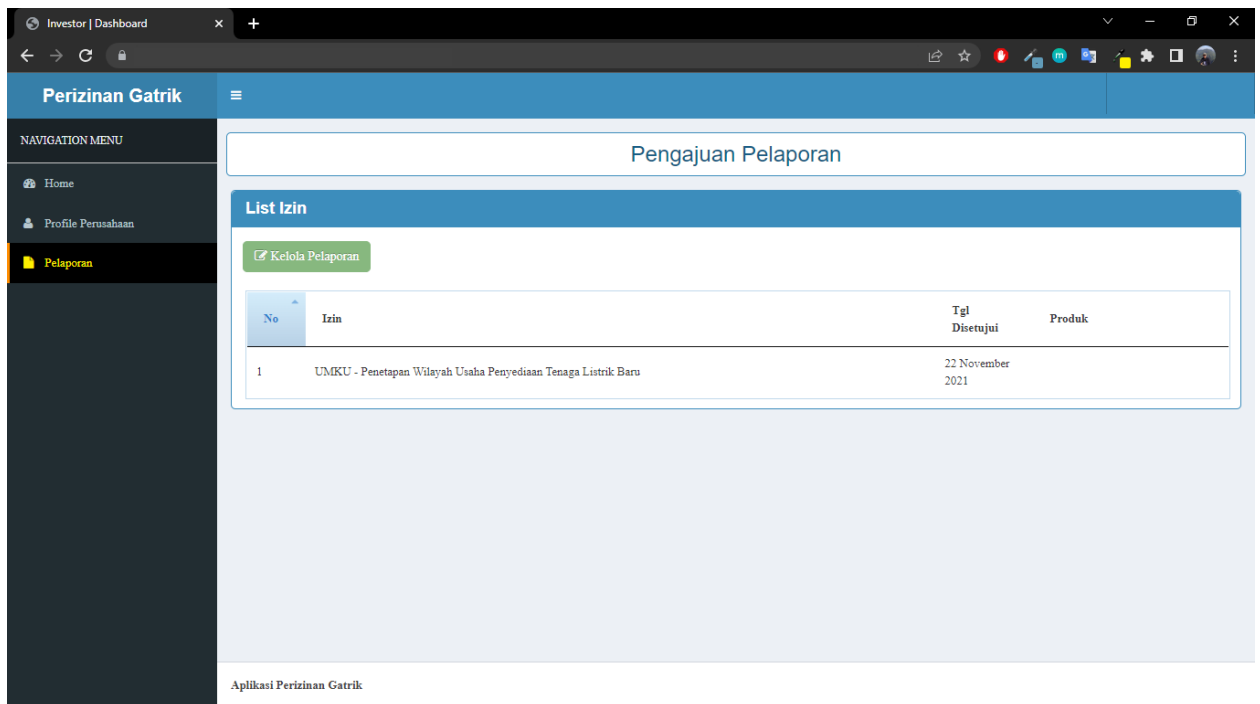 Investor | Dashboard
Perizinan Gatrik
NAVIGATION MENU
Home
Profile Perusahaan
Pelaporan
Pengajuan Pelaporan
List Izin
Kelola Pelaporan
No Izin Tgl Disetujui Produk
1 UMKU - Penetapan Wilayah Usaha Penyediaan Tenaga Listrik Baru 22 November 2021
Aplikasi Perizinan Gatrik